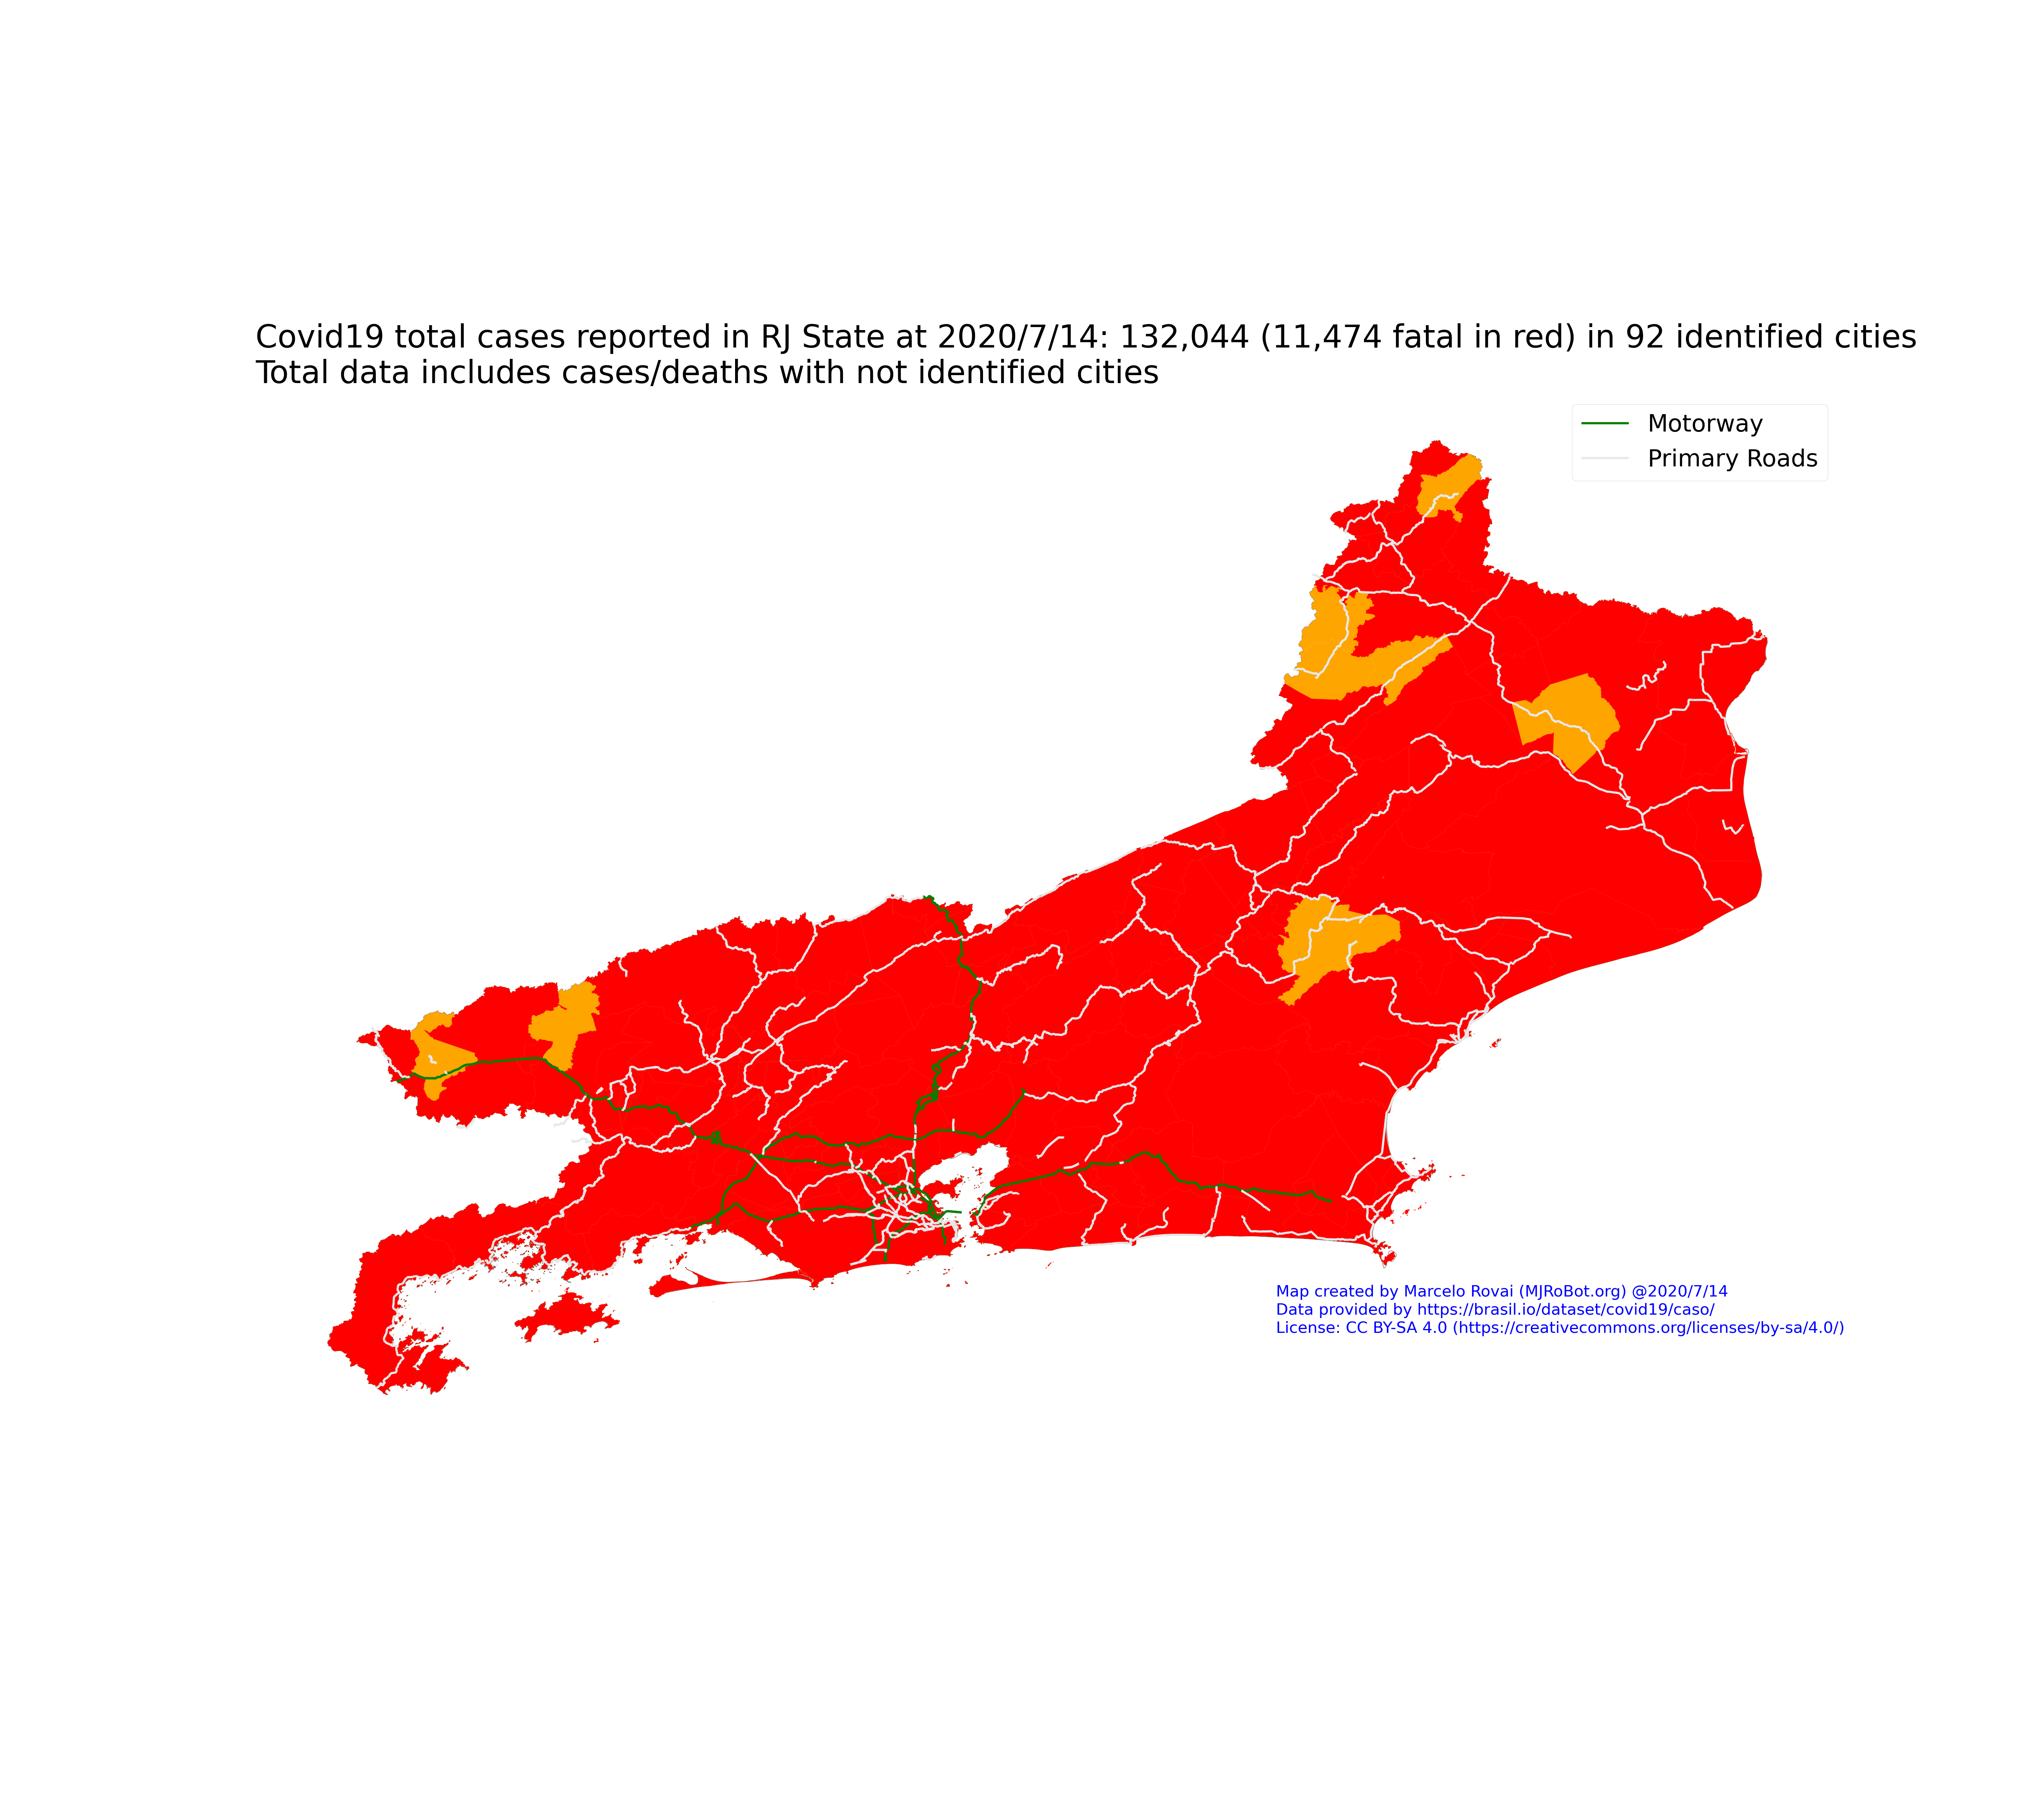 Covid19 total cases reported in RJ State at 2020/7/14: 132,044 (11,474 fatal in red) in 92 identified cities
Total data includes cases/deaths with not identified cities
Motorway
Primary Roads
Map created by Marcelo Rovai (MJRoBot.org) @2020/7/14
Data provided by https://brasil.io/dataset/covid19/caso/
License: CC BY-SA 4.0 (https://creativecommons.org/licenses/by-sa/4.0/)